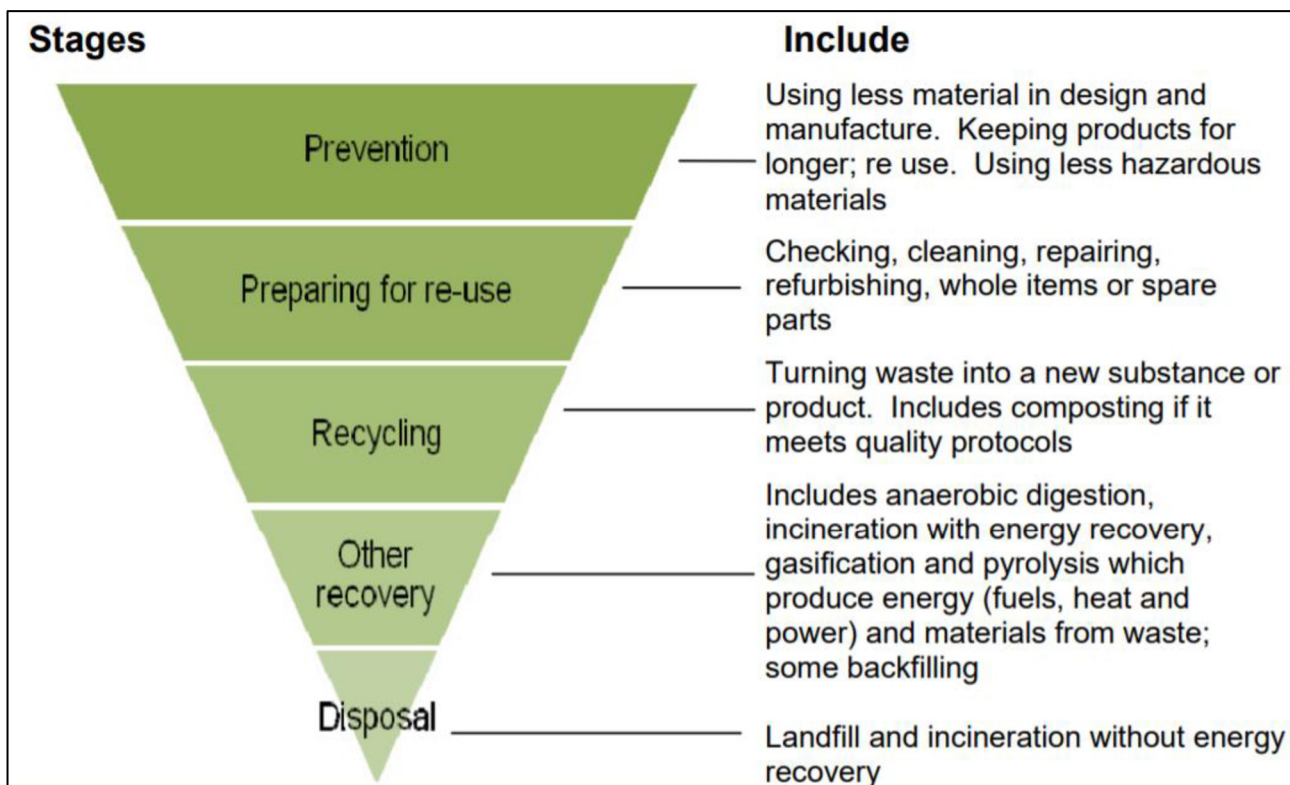 Stages
Include
Prevention
Using less material in design and
manufacture.  Keeping products for
longer; re use.  Using less hazardous
materials
Preparing for re-use
Checking, cleaning, repairing,
refurbishing, whole items or spare
parts
Recycling
Turning waste into a new substance or
product.  Includes composting if it
meets quality protocols
Other
recovery
Includes anaerobic digestion,
incineration with energy recovery,
gasification and pyrolysis which
produce energy (fuels, heat and
power) and materials from waste;
some backfilling
Disposal
Landfill and incineration without energy
recovery